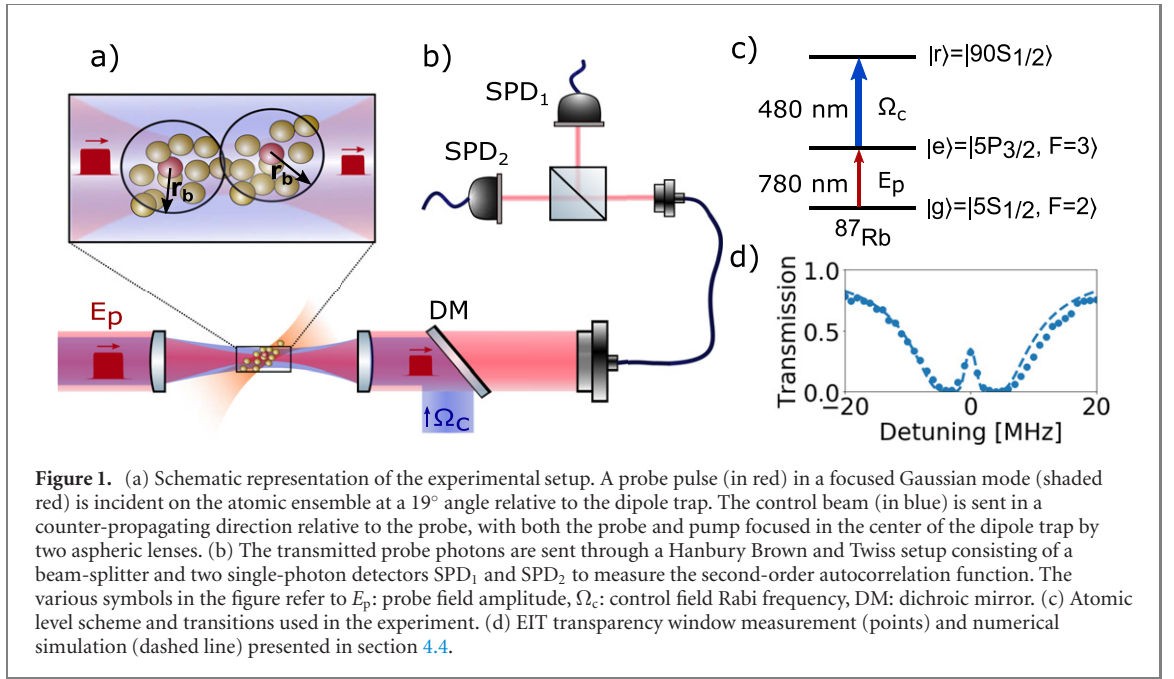 a)
b)
c)
SPD1
SPD2
rb
rb
|r⟩=|90S1/2⟩
480 nm
Ωc
|e⟩=|5P3/2, F=3⟩
780 nm
Ep
|g⟩=|5S1/2, F=2⟩
87Rb
d)
Ep
DM
↑Ωc
Transmission
1.0
0.5
0.0
−20
0
20
Detuning [MHz]
Figure 1. (a) Schematic representation of the experimental setup. A probe pulse (in red) in a focused Gaussian mode (shaded
red) is incident on the atomic ensemble at a 19° angle relative to the dipole trap. The control beam (in blue) is sent in a
counter-propagating direction relative to the probe, with both the probe and pump focused in the center of the dipole trap by
two aspheric lenses. (b) The transmitted probe photons are sent through a Hanbury Brown and Twiss setup consisting of a
beam-splitter and two single-photon detectors SPD1 and SPD2 to measure the second-order autocorrelation function. The
various symbols in the figure refer to Ep: probe field amplitude, Ωc: control field Rabi frequency, DM: dichroic mirror. (c) Atomic
level scheme and transitions used in the experiment. (d) EIT transparency window measurement (points) and numerical
simulation (dashed line) presented in section 4.4.